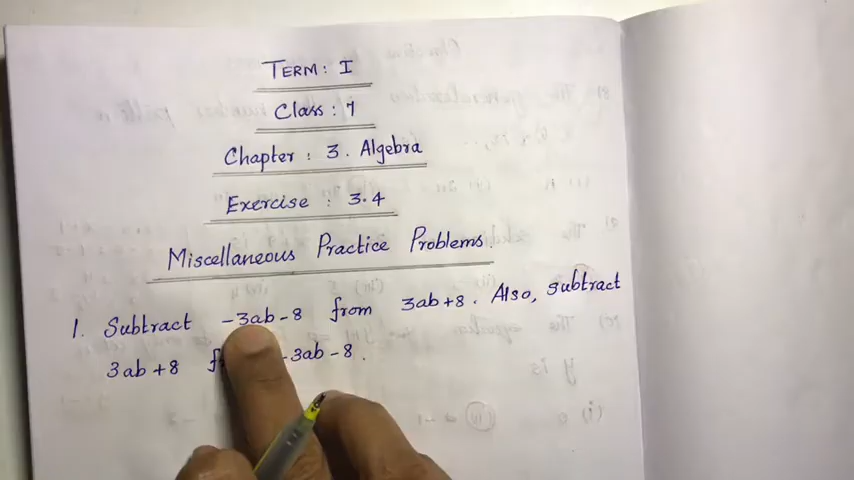 TERM: I
Class: 7
Chapter: 3. Algebra
Exercise: 3.4
Miscellaneous Practice Problems.
1. Subtract -3ab-8 from 3ab+8. Also, subtract
3ab+8 -3ab-8.